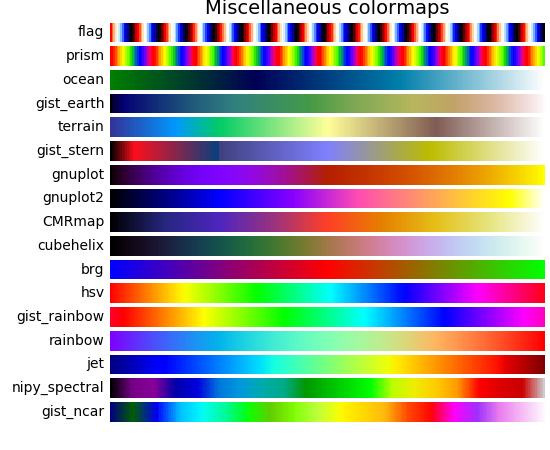 Miscellaneous colormaps
flag
prism
ocean
gist_earth
terrain
gist_stern
gnuplot
gnuplot2
CMRmap
cubehelix
brg
hsv
gist_rainbow
rainbow
jet
nipy_spectral
gist_ncar